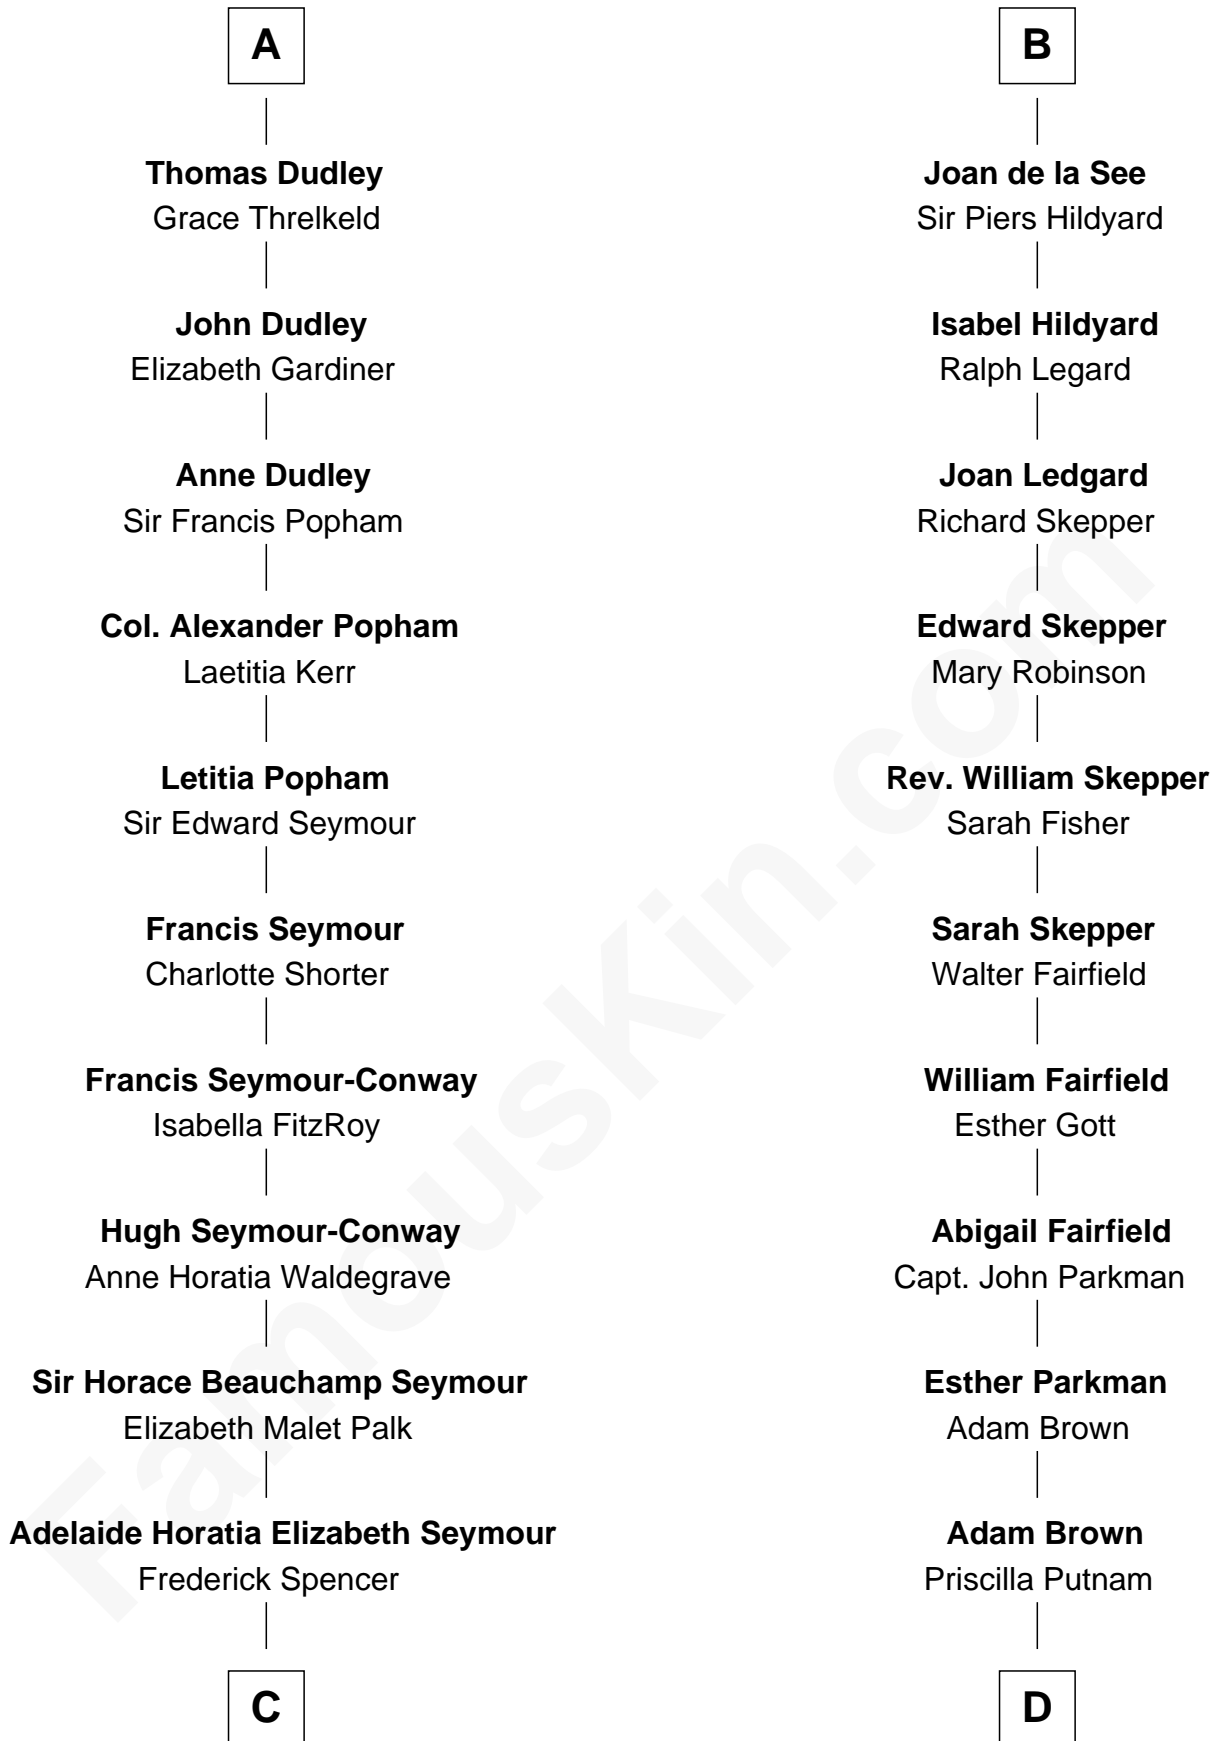 A
Thomas Dudley
Grace Threlkeld
John Dudley
Elizabeth Gardiner
Anne Dudley
Sir Francis Popham
Col. Alexander Popham
Laetitia Kerr
Letitia Popham
Sir Edward Seymour
Francis Seymour
Charlotte Shorter
Francis Seymour-Conway
Isabella FitzRoy
Hugh Seymour-Conway
Anne Horatia Waldegrave
Sir Horace Beauchamp Seymour
Elizabeth Malet Palk
Adelaide Horatia Elizabeth Seymour
Frederick Spencer
C
B
Joan de la See
Sir Piers Hildyard
Isabel Hildyard
Ralph Legard
Joan Ledgard
Richard Skepper
Edward Skepper
Mary Robinson
Rev. William Skepper
Sarah Fisher
Sarah Skepper
Walter Fairfield
William Fairfield
Esther Gott
Abigail Fairfield
Capt. John Parkman
Esther Parkman
Adam Brown
Adam Brown
Priscilla Putnam
D
FamousKin.com